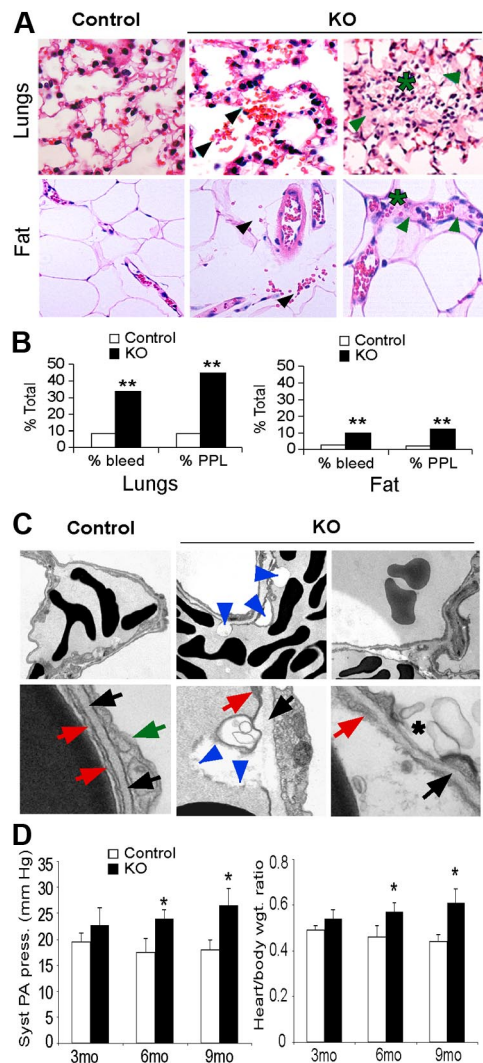 A
Control
KO
Lungs
*
Fat
*
B
Control
KO
% Total
50
40
30
20
10
0
**
**
% bleed
% PPL
Lungs
Control
KO
% Total
50
40
30
20
10
0
**
**
% bleed
% PPL
Fat
C
Control
KO
*
D
Control
KO
Syst PA press. (mm Hg)
35
30
25
20
15
10
5
0
*
*
3mo
6mo
9mo
Heart/body wgt. ratio
0.8
0.6
0.4
0.2
0
*
*
3mo
6mo
9mo